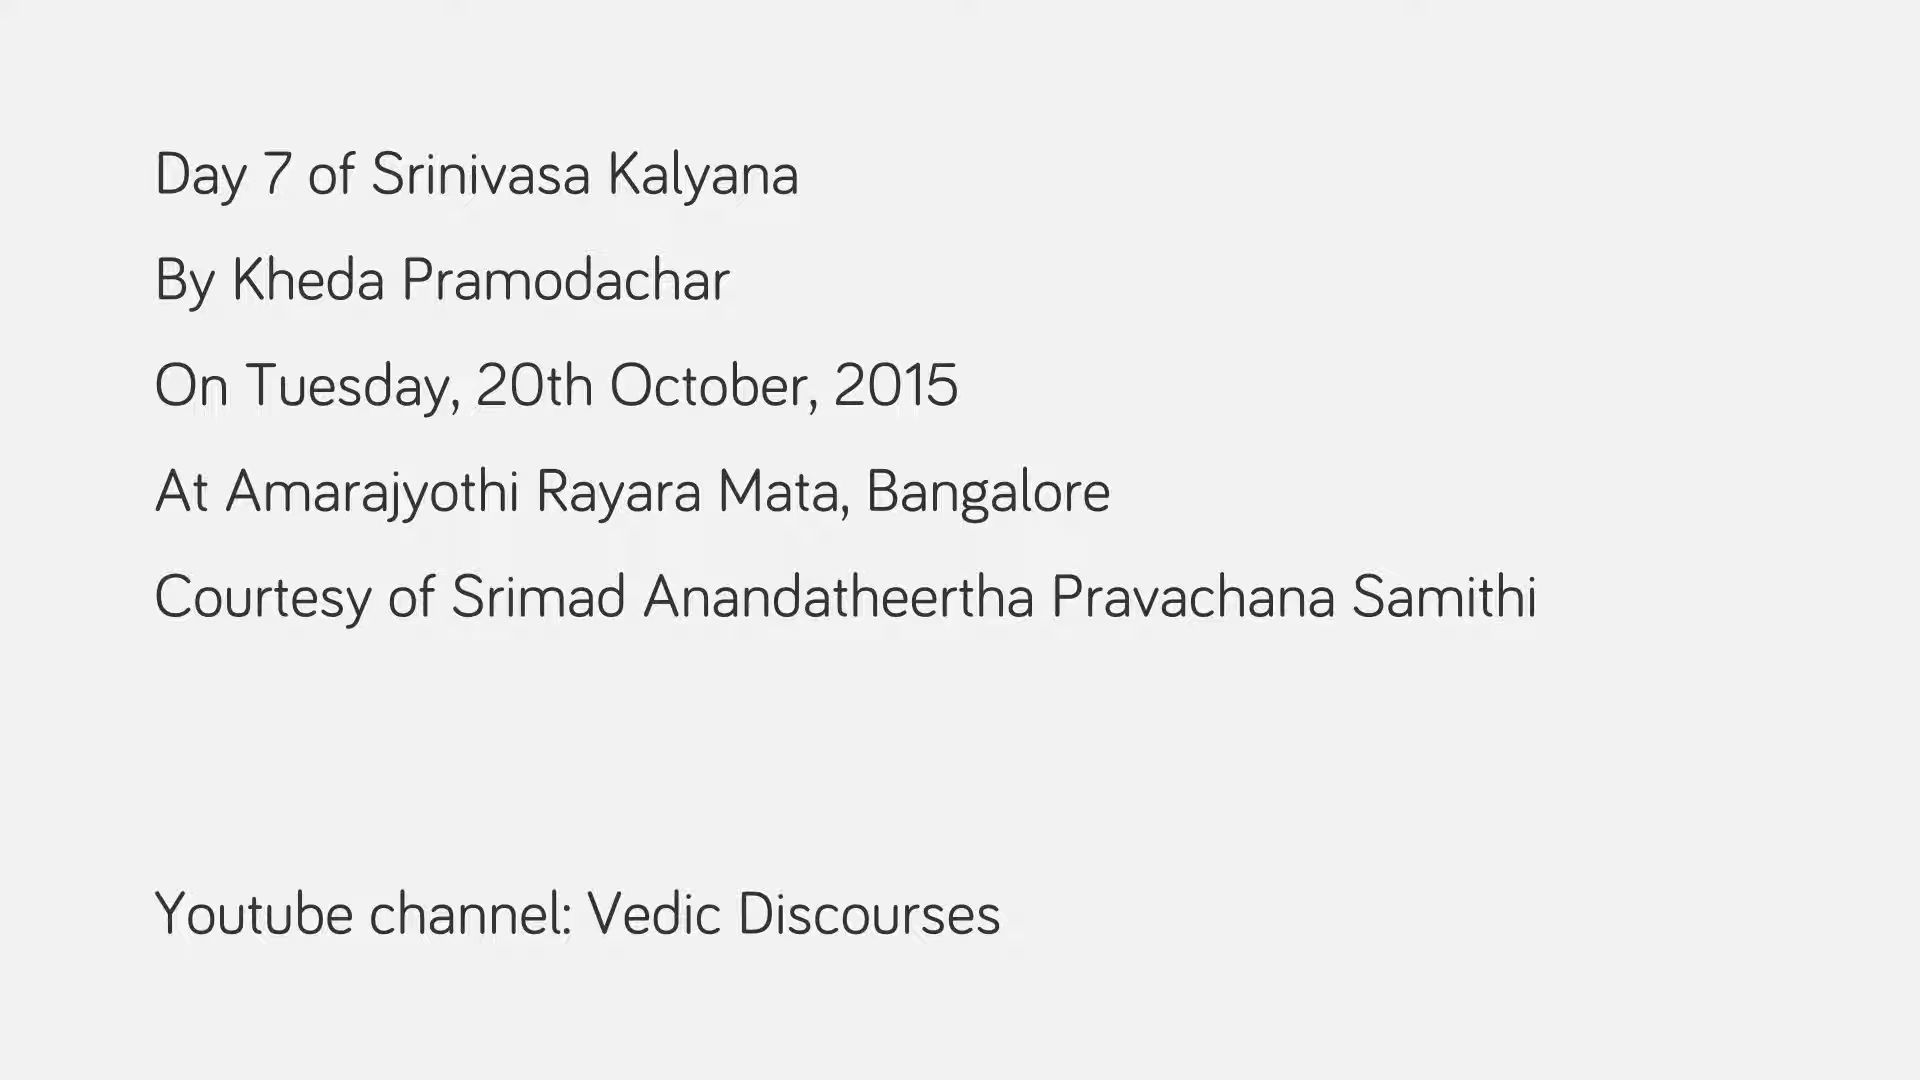 Day 7 of Srinivasa Kalyana
By Kheda Pramodachar
On Tuesday, 20th October, 2015
At Amarajyothi Rayara Mata, Bangalore
Courtesy of Srimad Anandatheertha Pravachana Samithi
Youtube channel: Vedic Discourses